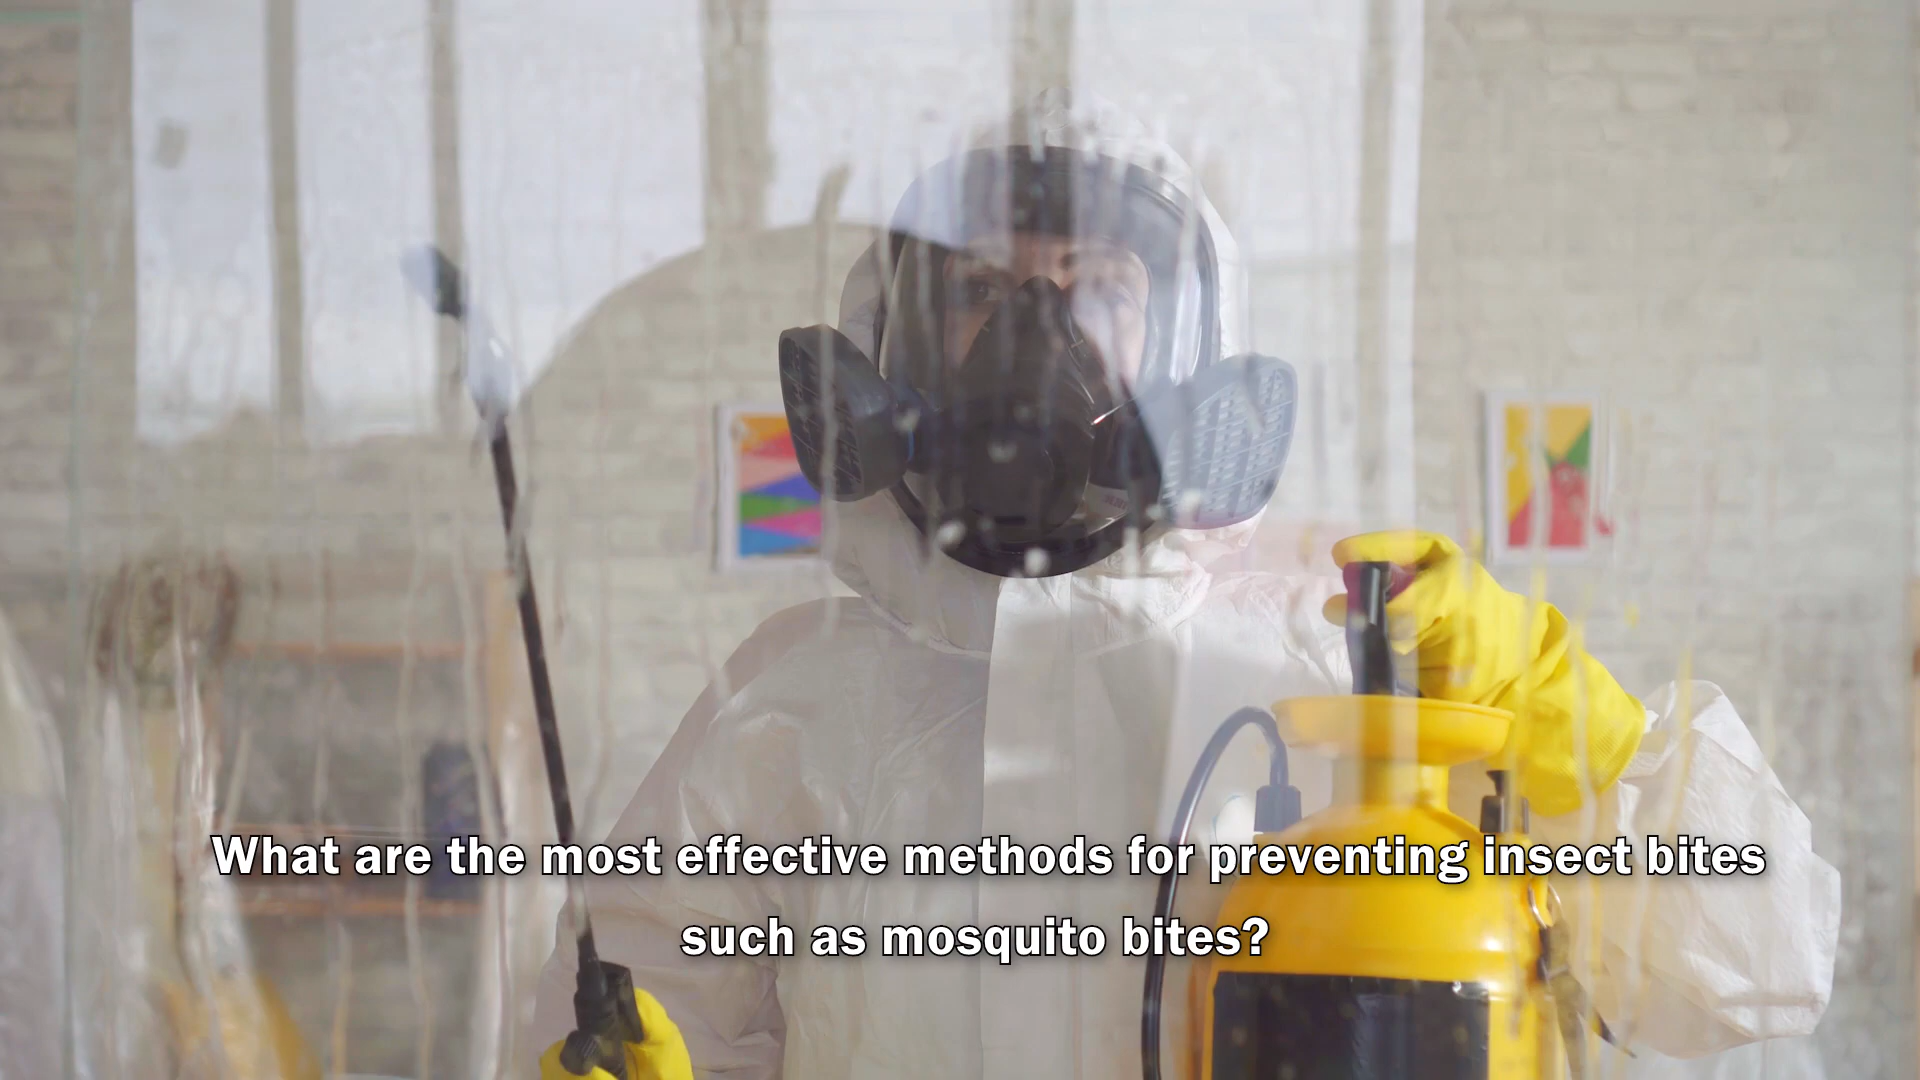 What are the most effective methods for preventing insect bites
such as mosquito bites?